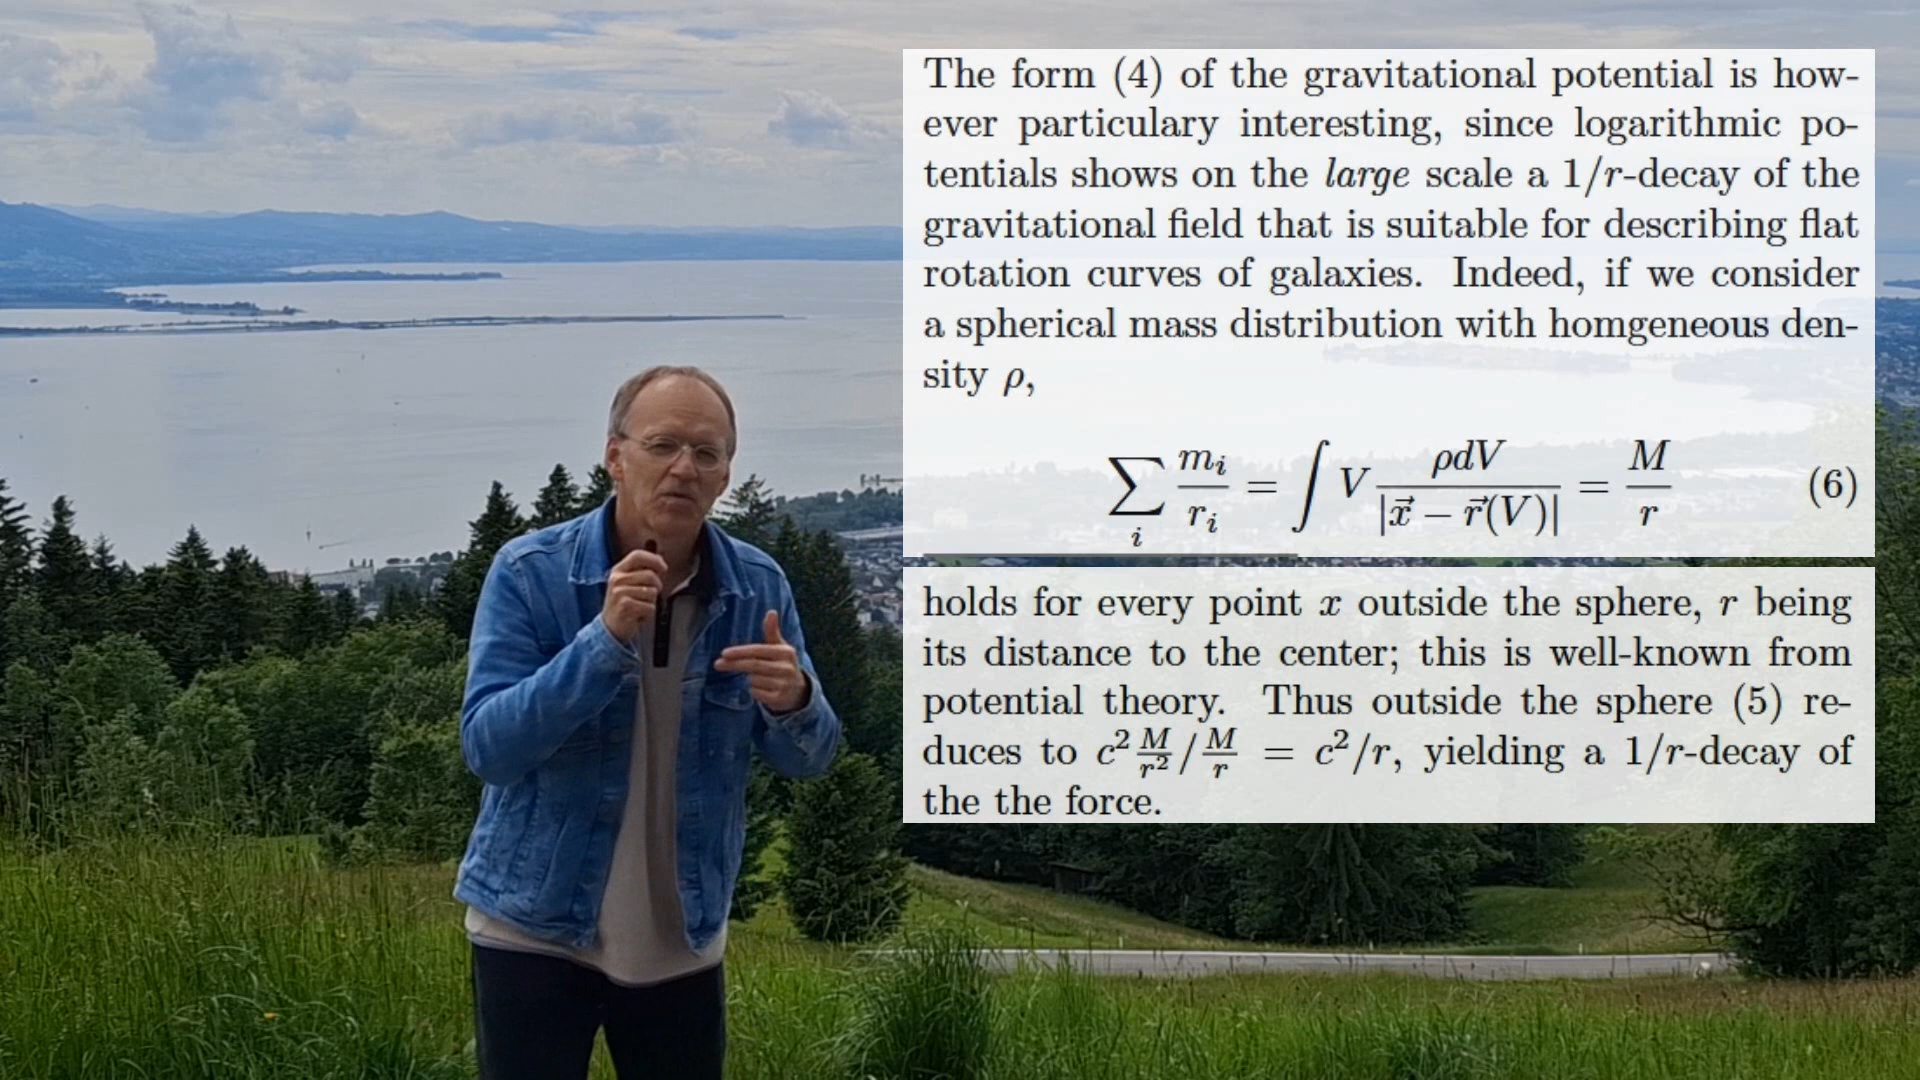 The form (4) of the gravitational potential is how-
ever particulary interesting, since logarithmic po-
tentials shows on the large scale a 1/r-decay of the
gravitational field that is suitable for describing flat
rotation curves of galaxies. Indeed, if we consider
a spherical mass distribution with homgeneous den-
sity ρ,
∑_i m_i/r_i = ∫ V ρdV/|x⃗ − r⃗(V)| = M/r (6)
holds for every point x outside the sphere, r being
its distance to the center; this is well-known from
potential theory. Thus outside the sphere (5) re-
duces to c² M/r² / M/r = c²/r, yielding a 1/r-decay of
the the force.